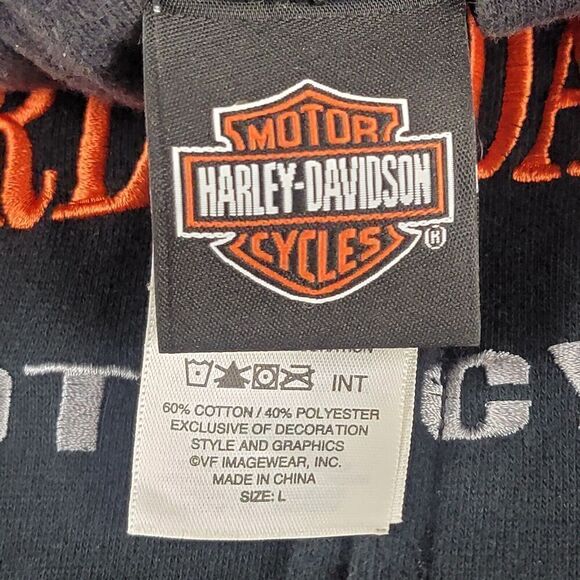 MOTOR
HARLEY-DAVIDSON
CYCLES
®
INT
60% COTTON / 40% POLYESTER
EXCLUSIVE OF DECORATION
STYLE AND GRAPHICS
©VF IMAGEWEAR, INC.
MADE IN CHINA
SIZE: L